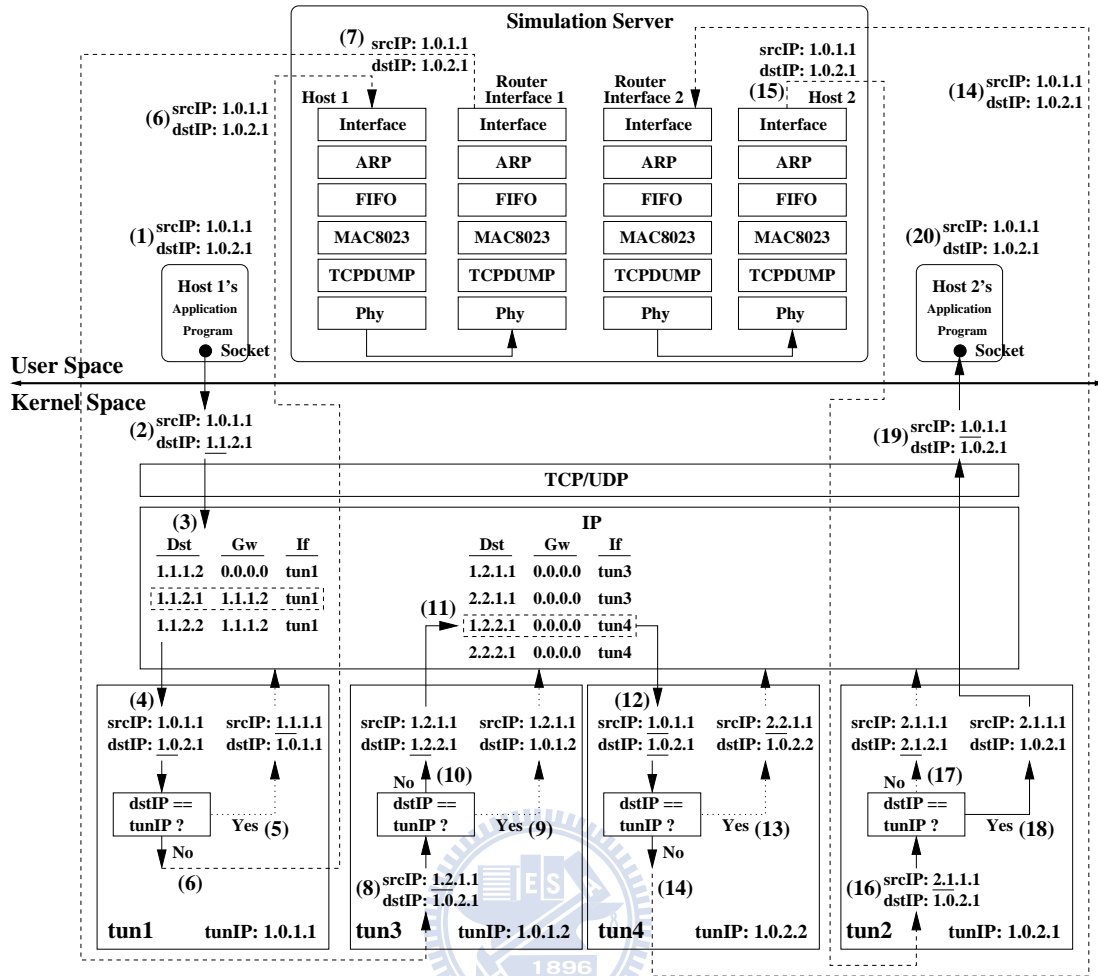 Simulation Server
(7)
srcIP: 1.0.1.1
dstIP: 1.0.2.1
srcIP: 1.0.1.1
dstIP: 1.0.2.1
(6)
srcIP: 1.0.1.1
dstIP: 1.0.2.1
(14)
srcIP: 1.0.1.1
dstIP: 1.0.2.1
Host 1
Router
Interface 1
Router
Interface 2
(15)
Host 2
Interface
Interface
Interface
Interface
ARP
ARP
ARP
ARP
FIFO
FIFO
FIFO
FIFO
MAC8023
MAC8023
MAC8023
MAC8023
TCPDUMP
TCPDUMP
TCPDUMP
TCPDUMP
Phy
Phy
Phy
Phy
(1)
srcIP: 1.0.1.1
dstIP: 1.0.2.1
Host 1's
Application
Program
Socket
(20)
srcIP: 1.0.1.1
dstIP: 1.0.2.1
Host 2's
Application
Program
Socket
User Space
Kernel Space
(2)
srcIP: 1.0.1.1
dstIP: 1.1.2.1
(19)
srcIP: 1.0.1.1
dstIP: 1.0.2.1
TCP/UDP
IP
(3)
Dst Gw If
1.1.1.2 0.0.0.0 tun1
1.1.2.1 1.1.1.2 tun1
1.1.2.2 1.1.1.2 tun1
(11)
Dst Gw If
1.2.1.1 0.0.0.0 tun3
2.2.1.1 0.0.0.0 tun3
1.2.2.1 0.0.0.0 tun4
2.2.2.1 0.0.0.0 tun4
(4)
srcIP: 1.0.1.1
dstIP: 1.0.2.1
srcIP: 1.1.1.1
dstIP: 1.0.1.1
dstIP ==
tunIP ?
Yes (5)
No
(6)
tun1
tunIP: 1.0.1.1
srcIP: 1.2.1.1
dstIP: 1.2.2.1
srcIP: 1.2.1.1
dstIP: 1.0.1.2
No
(10)
dstIP ==
tunIP ?
Yes (9)
(8)
srcIP: 1.2.1.1
dstIP: 1.0.2.1
tun3
tunIP: 1.0.1.2
(12)
srcIP: 1.0.1.1
dstIP: 1.0.2.1
srcIP: 2.2.1.1
dstIP: 1.0.2.2
dstIP ==
tunIP ?
Yes (13)
No
(14)
tun4
tunIP: 1.0.2.2
srcIP: 2.1.1.1
dstIP: 2.1.2.1
srcIP: 2.1.1.1
dstIP: 1.0.2.1
No
(17)
dstIP ==
tunIP ?
Yes (18)
(16)
srcIP: 2.1.1.1
dstIP: 1.0.2.1
tun2
tunIP: 1.0.2.1
ES
1896